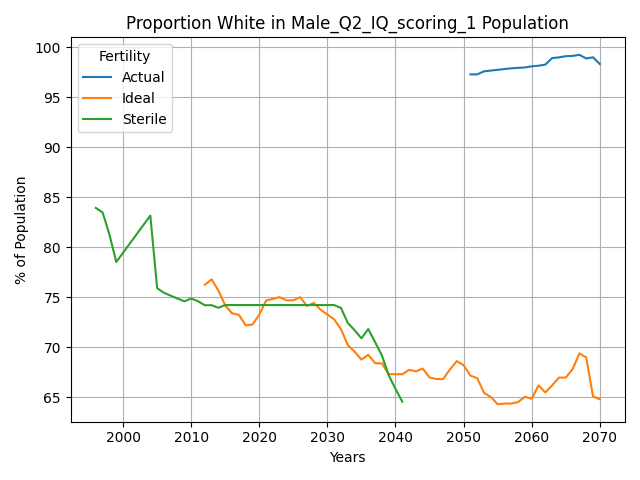 Proportion White in Male_Q2_IQ_scoring_1 Population
Fertility
Actual
Ideal
Sterile
% of Population
100
95
90
85
80
75
70
65
2000
2010
2020
2030
2040
2050
2060
2070
Years